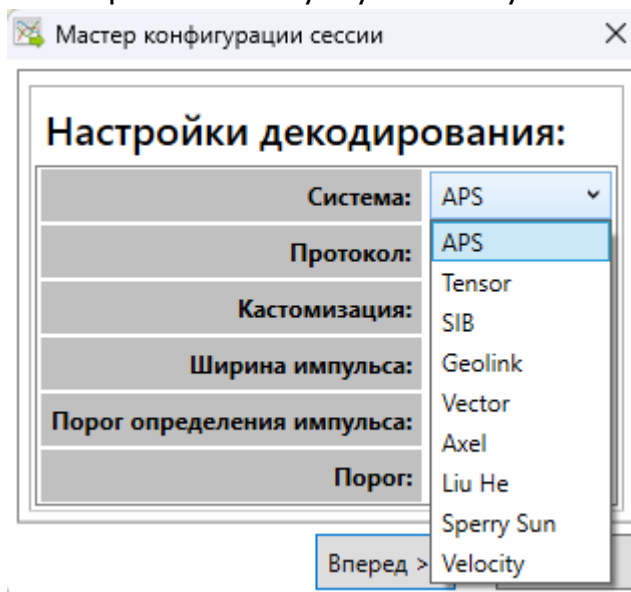 Мастер конфигурации сессии
Настройки декодирования:
Система: APS
Протокол: APS
Tensor
Кастомизация: SIB
Ширина импульса: Geolink
Vector
Порог определения импульса:
Axel
Порог: Liu He
Sperry Sun
Вперед > Velocity